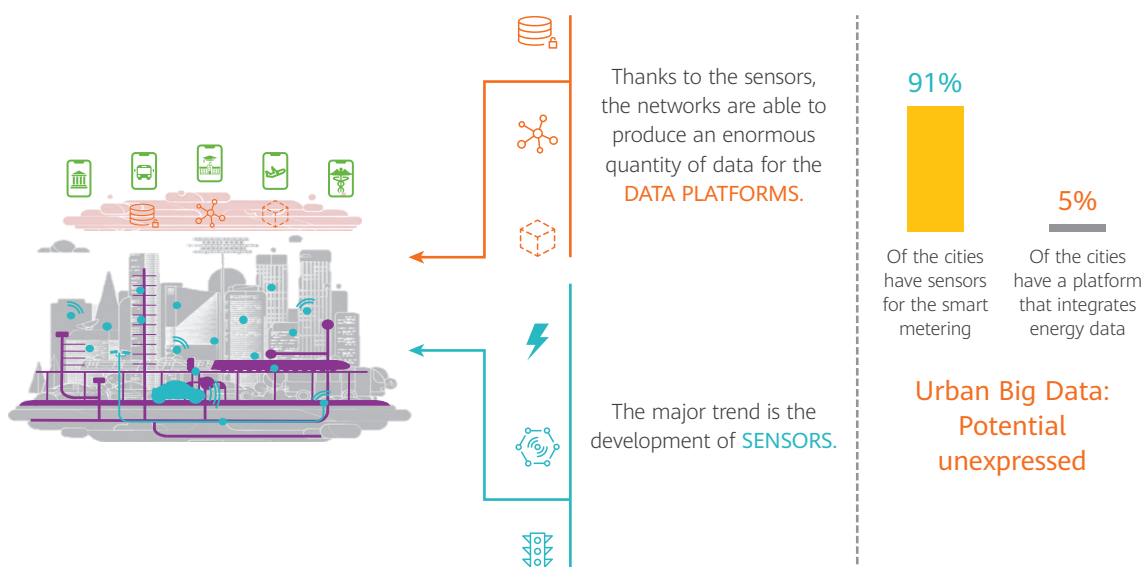 Thanks to the sensors,
the networks are able to
produce an enormous
quantity of data for the
DATA PLATFORMS.
The major trend is the
development of SENSORS.
91%
Of the cities
have sensors
for the smart
metering
5%
Of the cities
have a platform
that integrates
energy data
Urban Big Data:
Potential
unexpressed